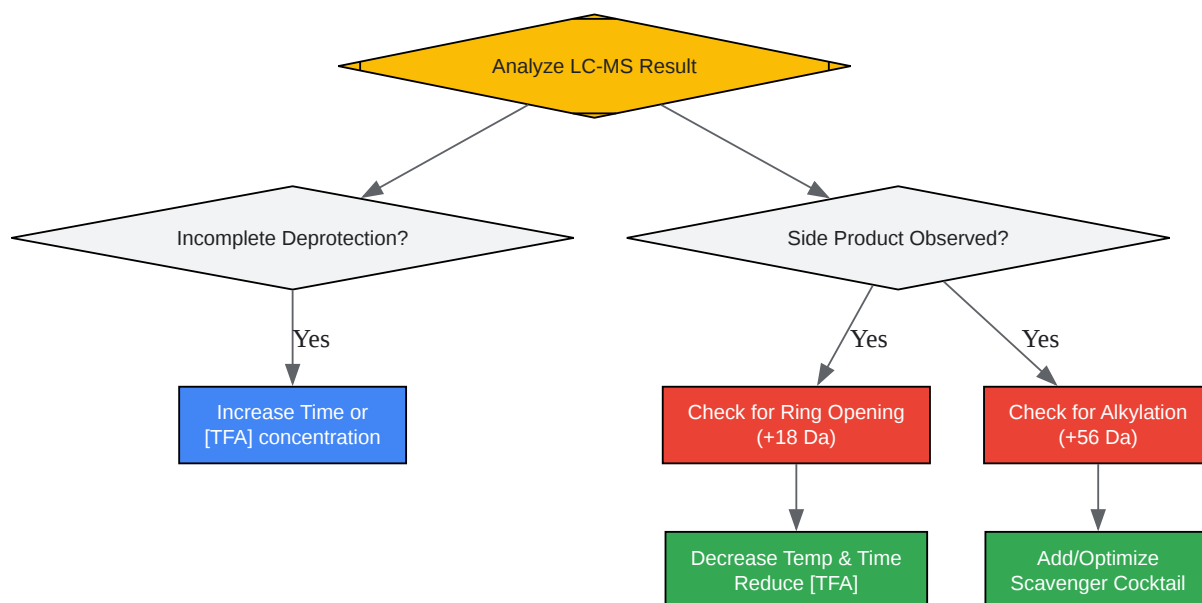 Analyze LC-MS Result
Incomplete Deprotection?
Side Product Observed?
Yes
Yes
Yes
Increase Time or
[TFA] concentration
Check for Ring Opening
(+18 Da)
Check for Alkylation
(+56 Da)
Decrease Temp & Time
Reduce [TFA]
Add/Optimize
Scavenger Cocktail